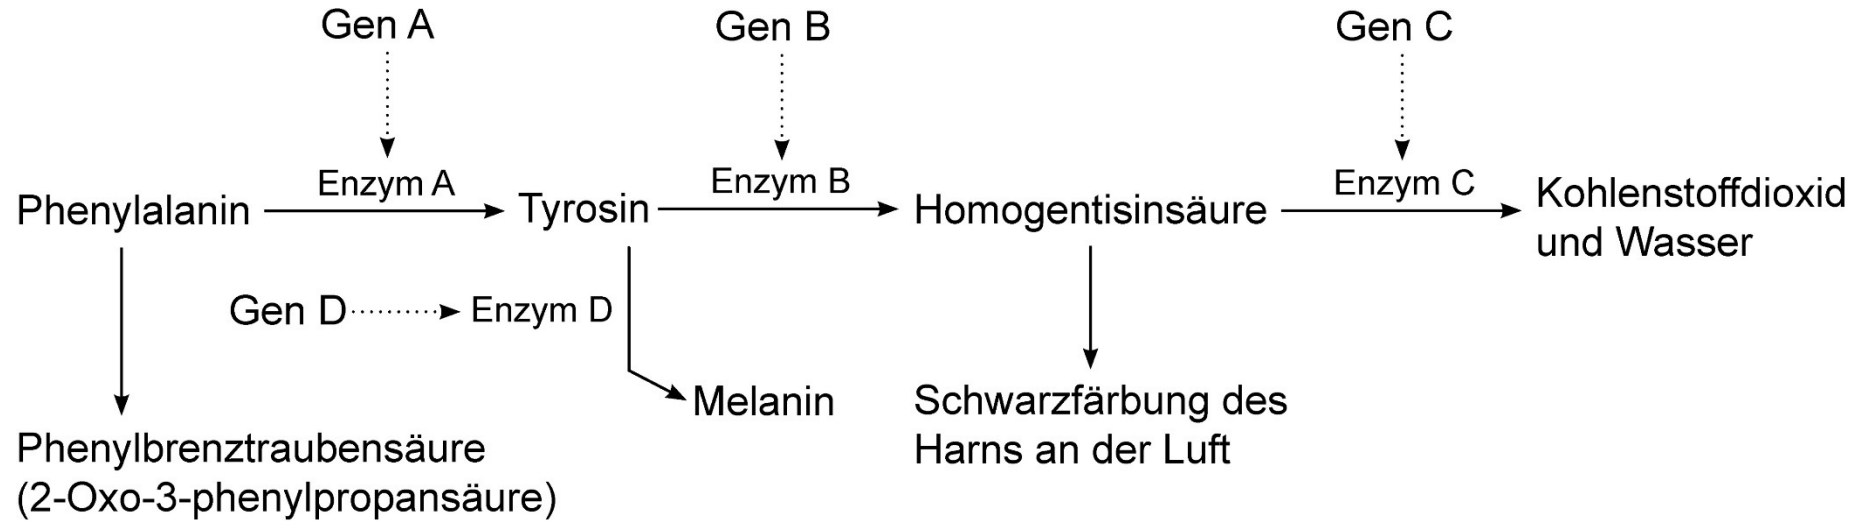 Gen A
Gen B
Gen C
Enzym A
Enzym B
Enzym C
Phenylalanin
Tyrosin
Homogentisinsäure
Kohlenstoffdioxid
und Wasser
Gen D
Enzym D
Melanin
Schwarzfärbung des
Harns an der Luft
Phenylbrenztraubensäure
(2-Oxo-3-phenylpropansäure)